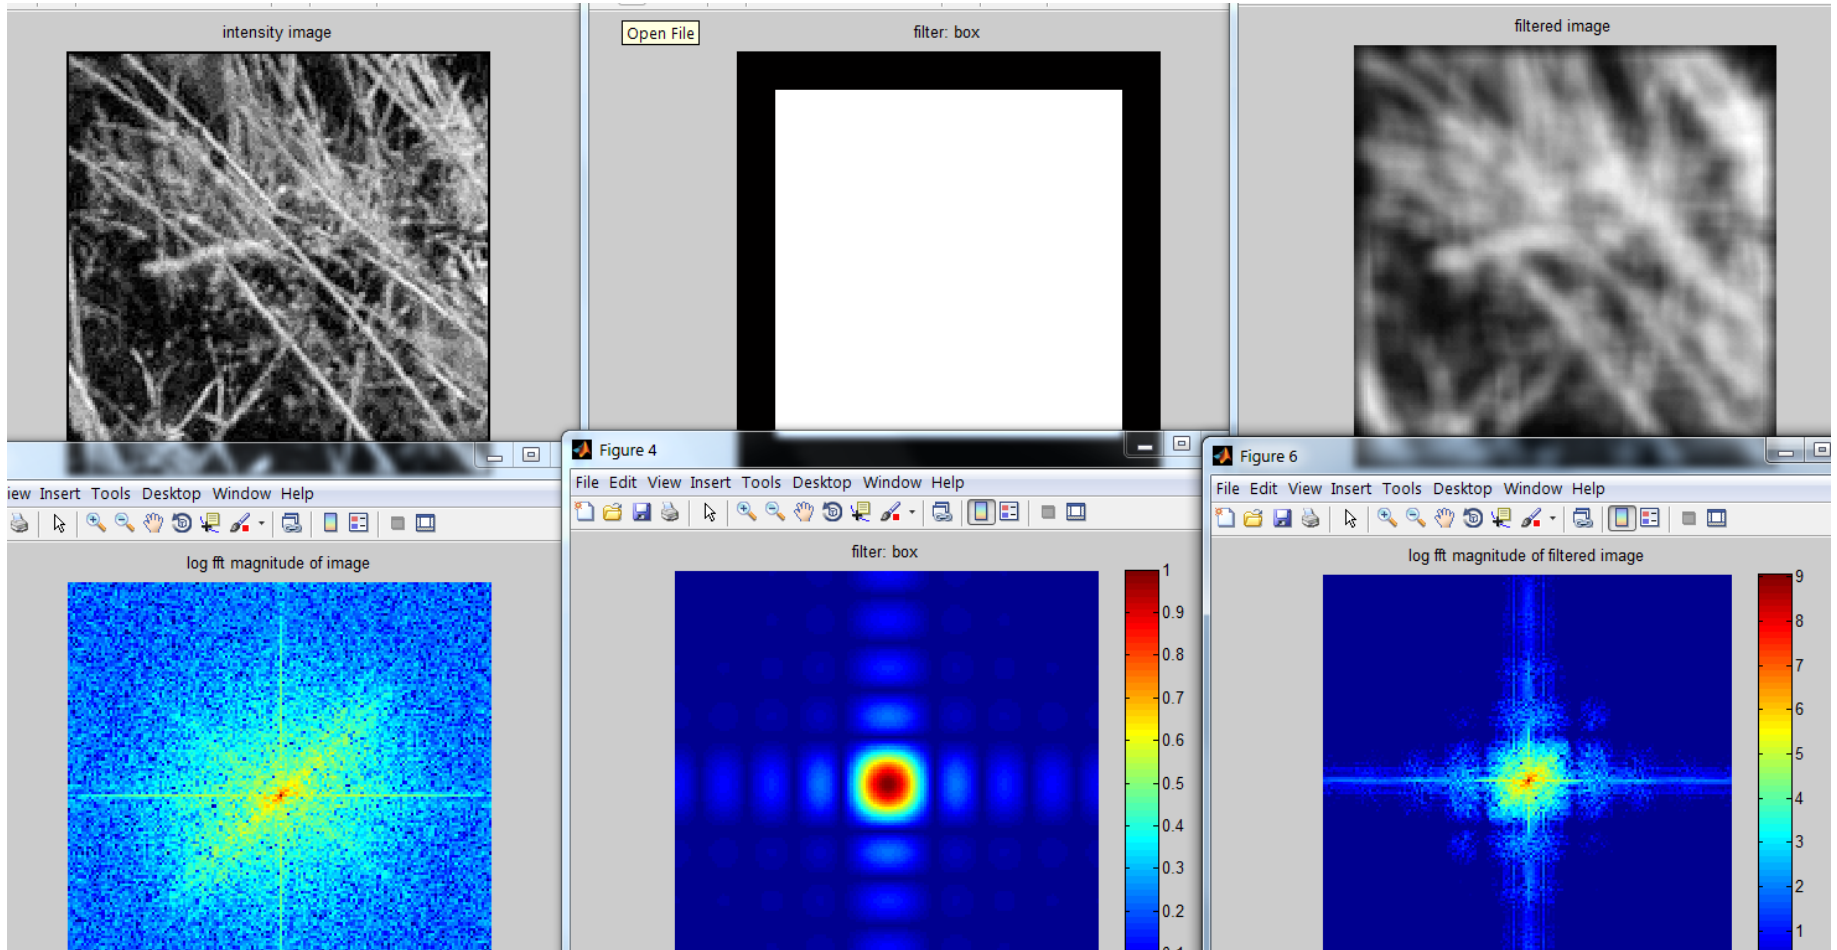 intensity image
Open File
filter: box
filtered image
Figure 4
Figure 6
iew Insert Tools Desktop Window Help
File Edit View Insert Tools Desktop Window Help
File Edit View Insert Tools Desktop Window Help
log fft magnitude of image
filter: box
1
0.9
0.8
0.7
0.6
0.5
0.4
0.3
0.2
log fft magnitude of filtered image
9
8
7
6
5
4
3
2
1